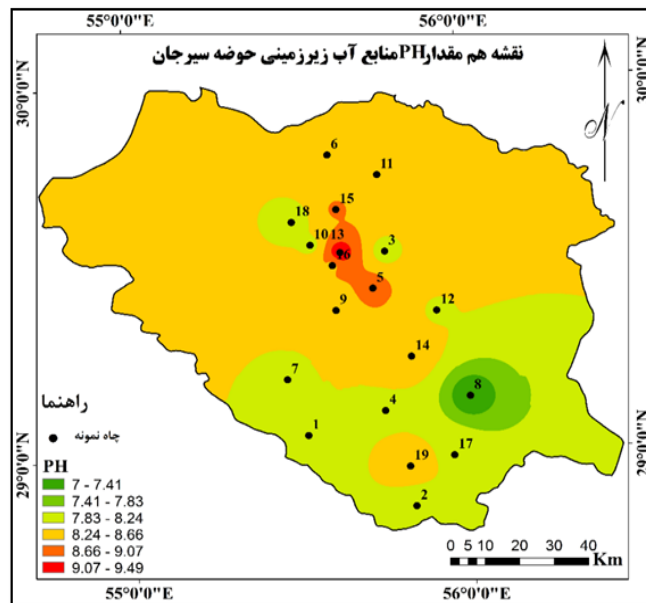 55°0'0"E 56°0'0"E
نقشه هم مقدارPHمنابع آب زیرزمینی حوضه سیرجان
30°0'0"N 30°0'0"N
N
6
11
15
18
10 13
3
16
5
9
12
14
7
8
4
1
17
19
2
راهنما
چاه نمونه
PH
7 - 7.41
7.41 - 7.83
7.83 - 8.24
8.24 - 8.66
8.66 - 9.07
9.07 - 9.49
29°0'0"N 29°0'0"N
0 5 10 20 30 40
Km
55°0'0"E 56°0'0"E